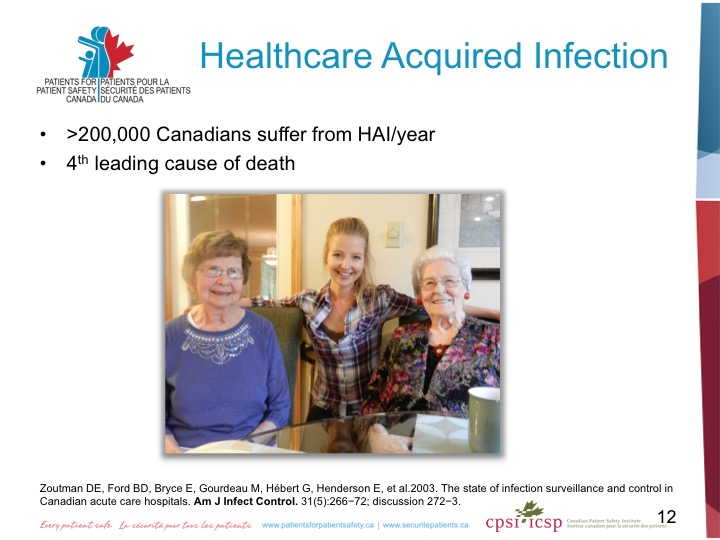 Healthcare Acquired Infection
PATIENTS FOR PATIENTS POUR LA
PATIENT SAFETY SÉCURITÉ DES PATIENTS
CANADA DU CANADA
• >200,000 Canadians suffer from HAI/year
• 4th leading cause of death
Zoutman DE, Ford BD, Bryce E, Gourdeau M, Hébert G, Henderson E, et al.2003. The state of infection surveillance and control in
Canadian acute care hospitals. Am J Infect Control. 31(5):266−72; discussion 272−3.
Every patient safe La sécurité pour tous les patients www.patientsforpatientsafety.ca | www.securitepatients.ca
cpsi icsp
Canadian Patient Safety Institute
Institut canadien pour la sécurité des patients
12